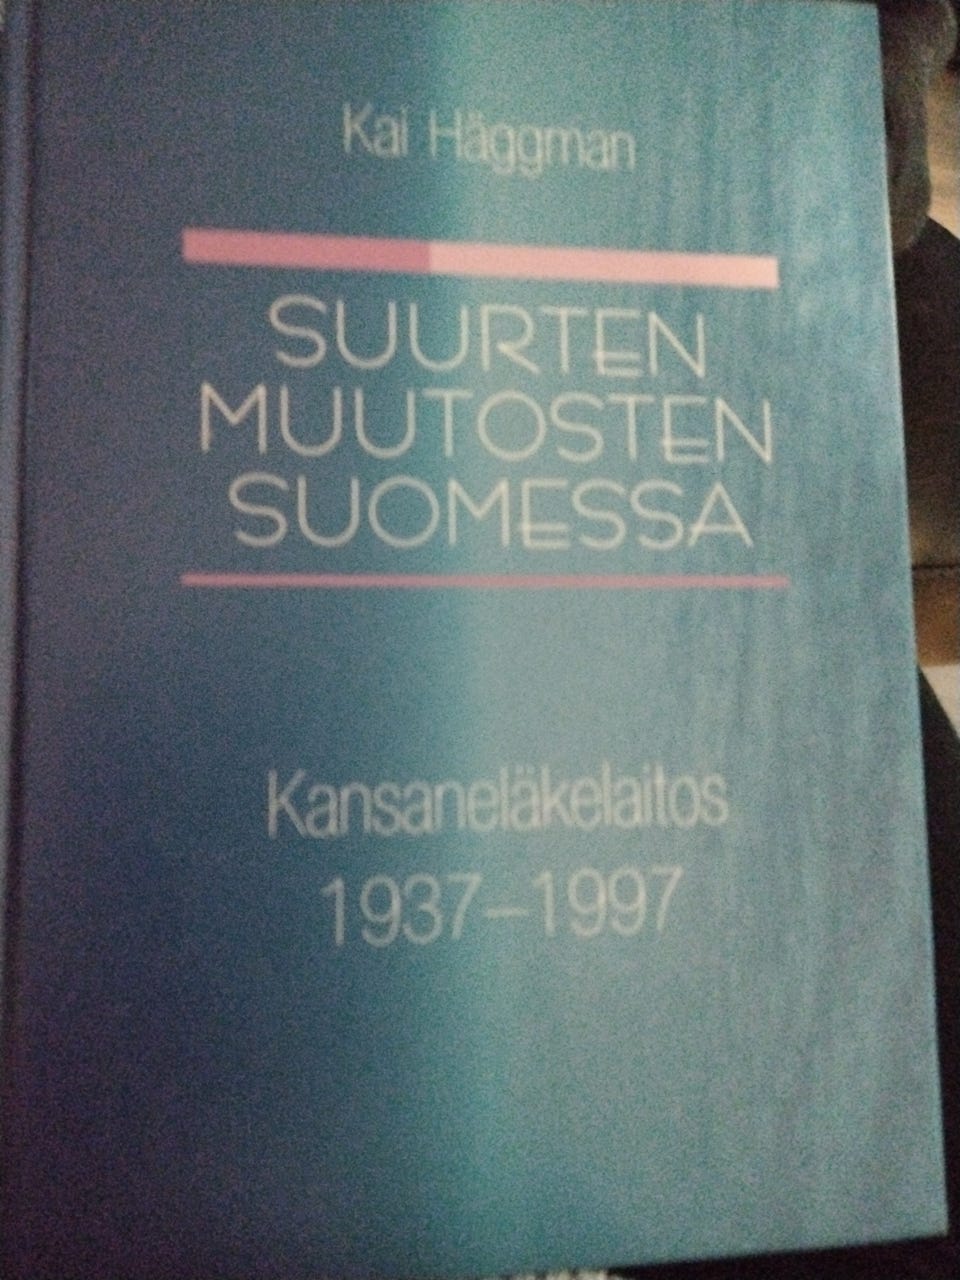 Kai Häggman
SUURTEN
MUUTOSTEN
SUOMESSA
Kansaneläkelaitos
1937–1997